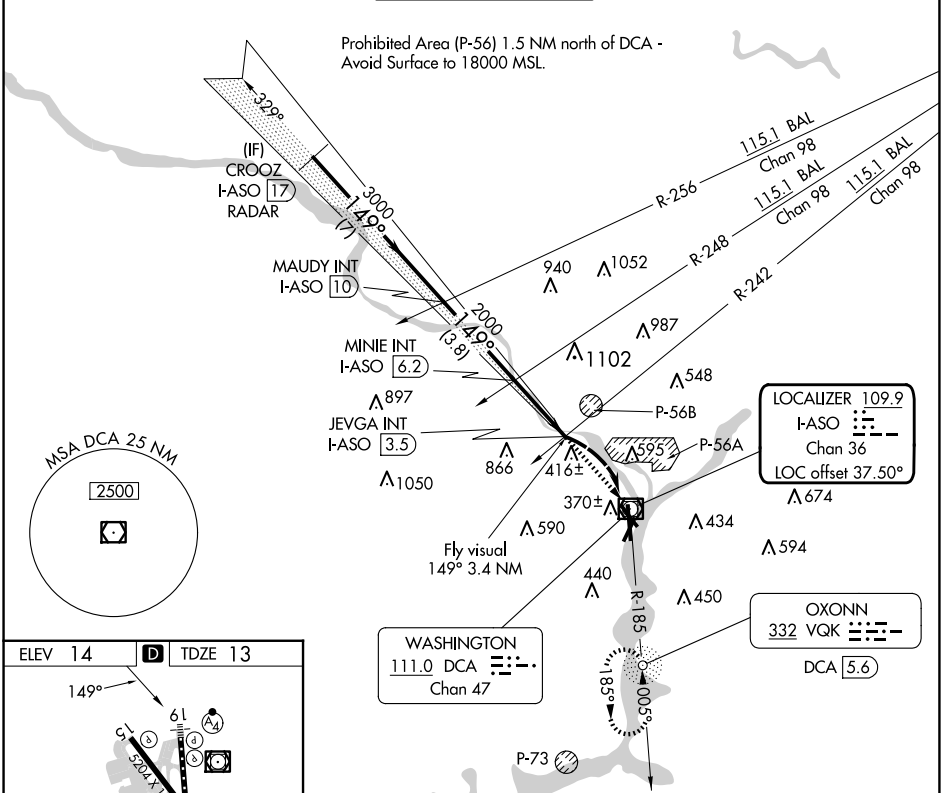 Prohibited Area (P-56) 1.5 NM north of DCA -
Avoid Surface to 18000 MSL.
329°
(IF)
CROOZ
I-ASO 17
RADAR
3000
149°
(7)
115.1 BAL
Chan 98
R-256
115.1 BAL
Chan 98
R-248
115.1 BAL
Chan 98
R-242
MAUDY INT
I-ASO 10
940
1052
2000
149°
(3.8)
987
MINIE INT
I-ASO 6.2
1102
548
897
P-56B
JEVGA INT
I-ASO 3.5
P-56A
595
LOCALIZER 109.9
I-ASO
Chan 36
LOC offset 37.50°
MSA DCA 25 NM
2500
866
416±
1050
370±
674
590
434
594
Fly visual
149° 3.4 NM
440
450
R-185
WASHINGTON
111.0 DCA
Chan 47
OXONN
332 VQK
DCA 5.6
185°
005°
P-73
ELEV 14
D
TDZE 13
149°
15
19
A4
P
P
P
5204 X